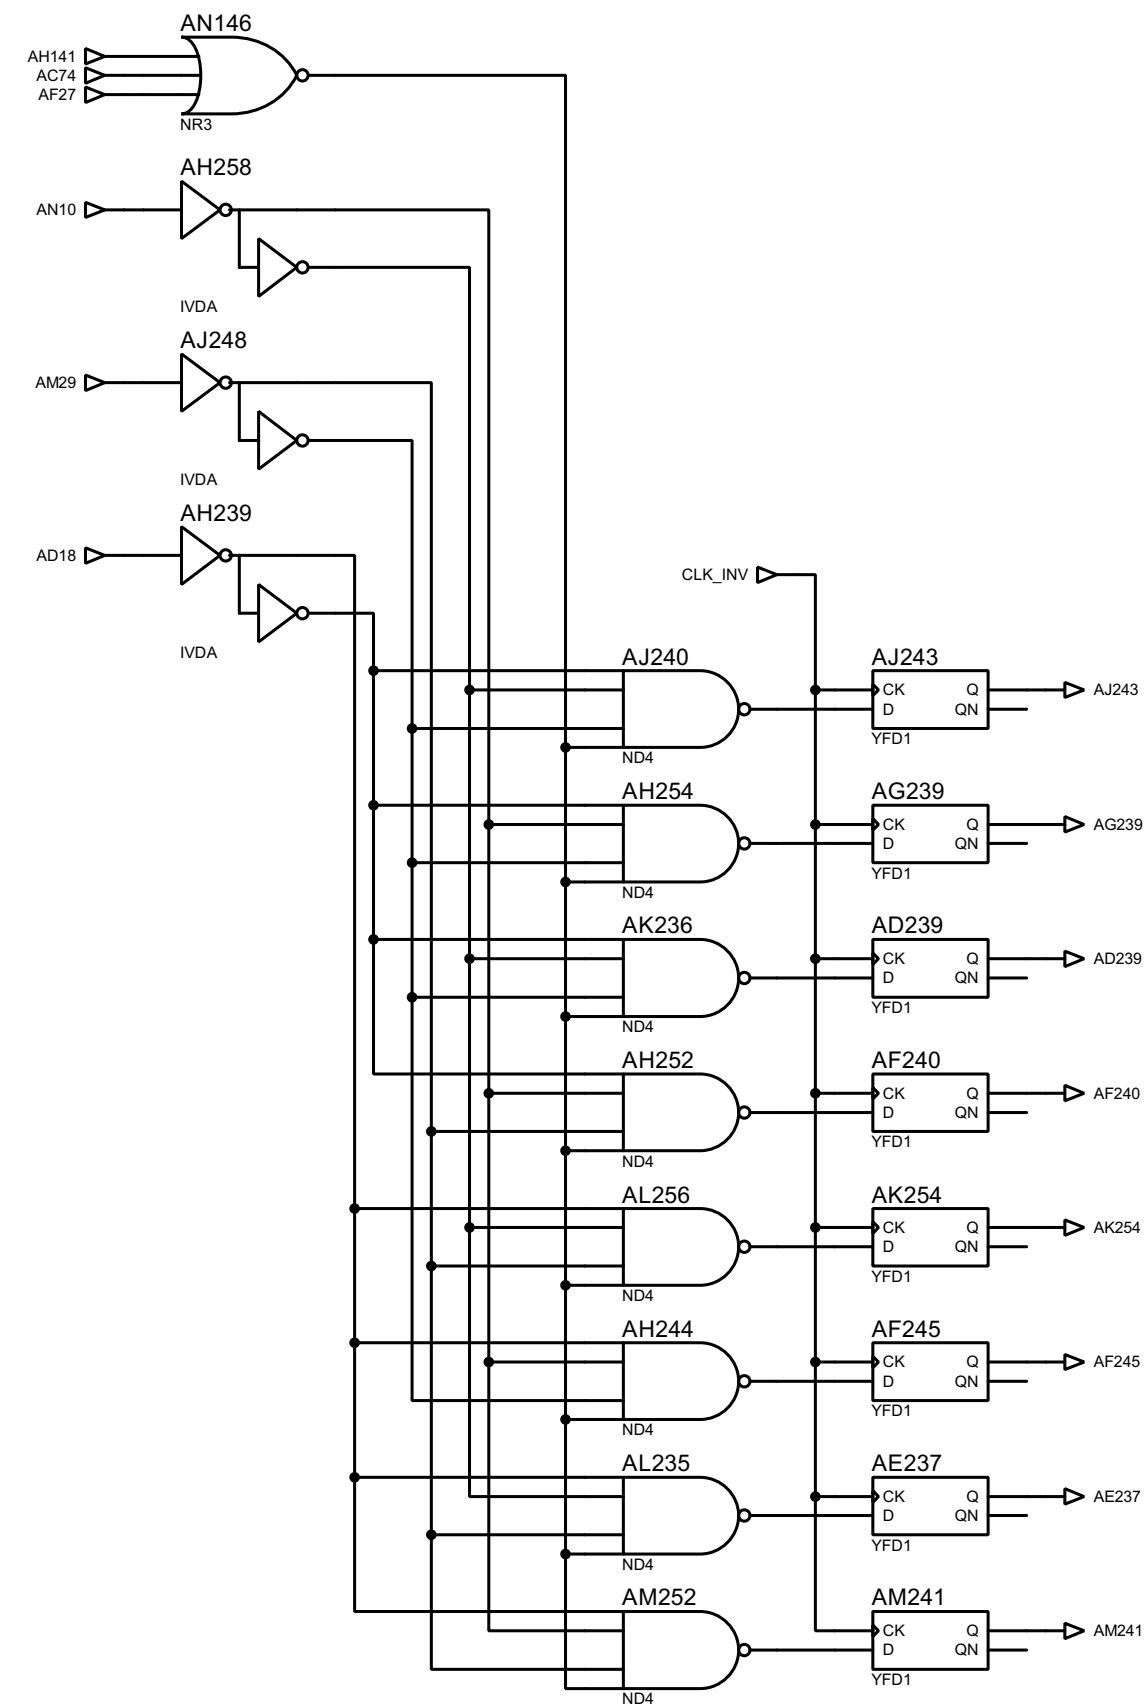 AN146
AH141
AC74
AF27
NR3
AH258
AN10
IVDA
AJ248
AM29
IVDA
AH239
AD18
IVDA
CLK_INV
AJ240
AJ243
CK Q
AJ243
D QN
YFD1
ND4
AH254
AG239
CK Q
AG239
D QN
YFD1
ND4
AK236
AD239
CK Q
AD239
D QN
YFD1
ND4
AH252
AF240
CK Q
AF240
D QN
YFD1
ND4
AL256
AK254
CK Q
AK254
D QN
YFD1
ND4
AH244
AF245
CK Q
AF245
D QN
YFD1
ND4
AL235
AE237
CK Q
AE237
D QN
YFD1
ND4
AM252
AM241
CK Q
AM241
D QN
YFD1
ND4